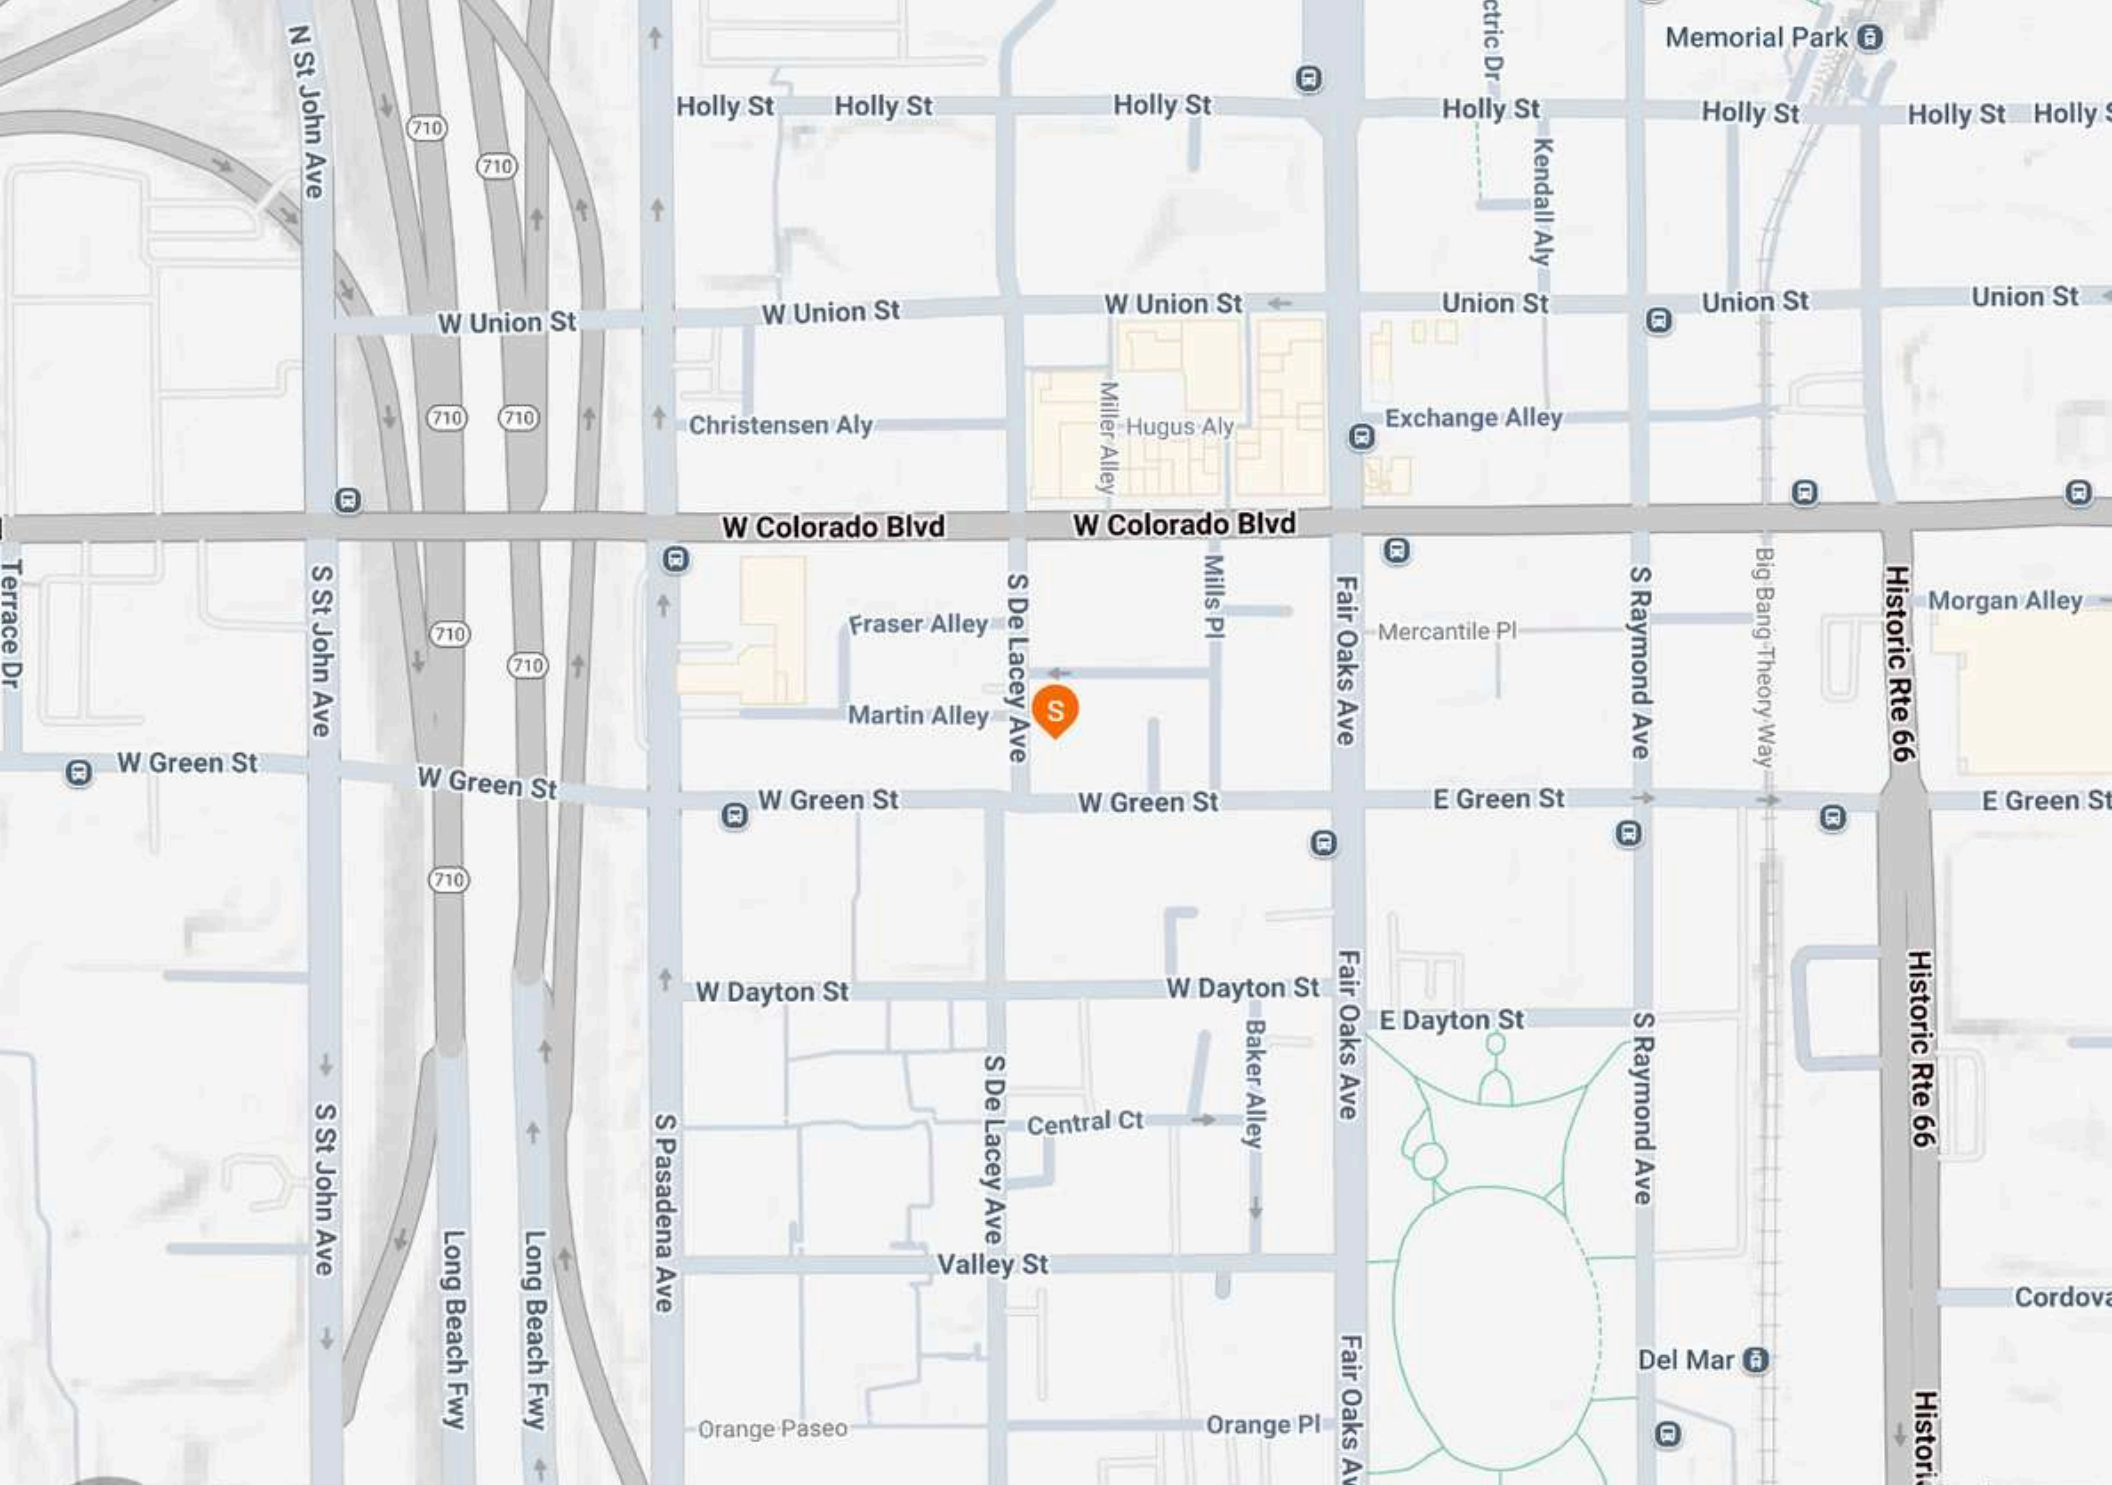 N St John Ave
710
710
Holly St
Holly St
Holly St
ctric Dr
Holly St
Kendall Aly
Memorial Park
Holly St
Holly St
Holly S
W Union St
W Union St
W Union St
Union St
Union St
Union St
710
710
Christensen Aly
Miller Alley
Hugus Aly
Exchange Alley
W Colorado Blvd
W Colorado Blvd
Terrace Dr
S St John Ave
710
710
Fraser Alley
Martin Alley
S De Lacey Ave
S
Mills Pl
Fair Oaks Ave
Mercantile Pl
S Raymond Ave
Big Bang Theory Way
Historic Rte 66
Morgan Alley
W Green St
W Green St
W Green St
W Green St
E Green St
E Green St
710
W Dayton St
W Dayton St
Fair Oaks Ave
E Dayton St
Historic Rte 66
S St John Ave
S Pasadena Ave
S De Lacey Ave
Central Ct
Baker Alley
S Raymond Ave
Long Beach Fwy
Long Beach Fwy
Valley St
Cordova
Del Mar
Orange Paseo
Orange Pl
Fair Oaks Av
Histori